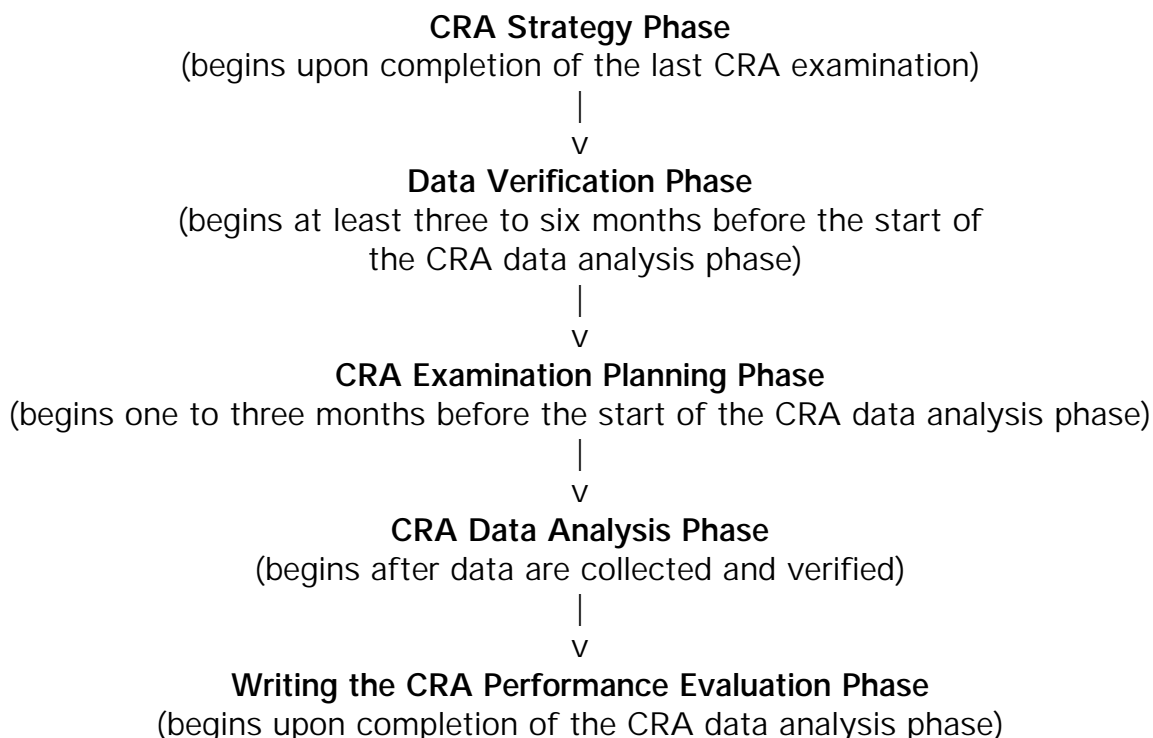 CRA Strategy Phase
(begins upon completion of the last CRA examination)
|
v
Data Verification Phase
(begins at least three to six months before the start of
the CRA data analysis phase)
|
v
CRA Examination Planning Phase
(begins one to three months before the start of the CRA data analysis phase)
|
v
CRA Data Analysis Phase
(begins after data are collected and verified)
|
v
Writing the CRA Performance Evaluation Phase
(begins upon completion of the CRA data analysis phase)